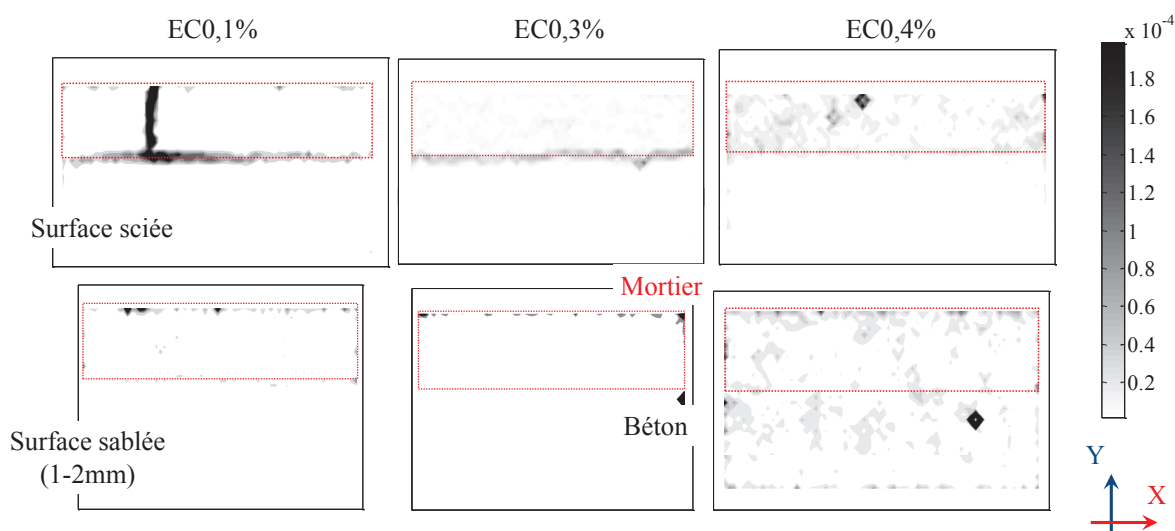 EC0,1%
EC0,3%
EC0,4%
x 10⁻⁴
1.8
1.6
1.4
1.2
1
0.8
0.6
0.4
0.2
Surface sciée
Mortier
Béton
Surface sablée
(1-2mm)
Y
X